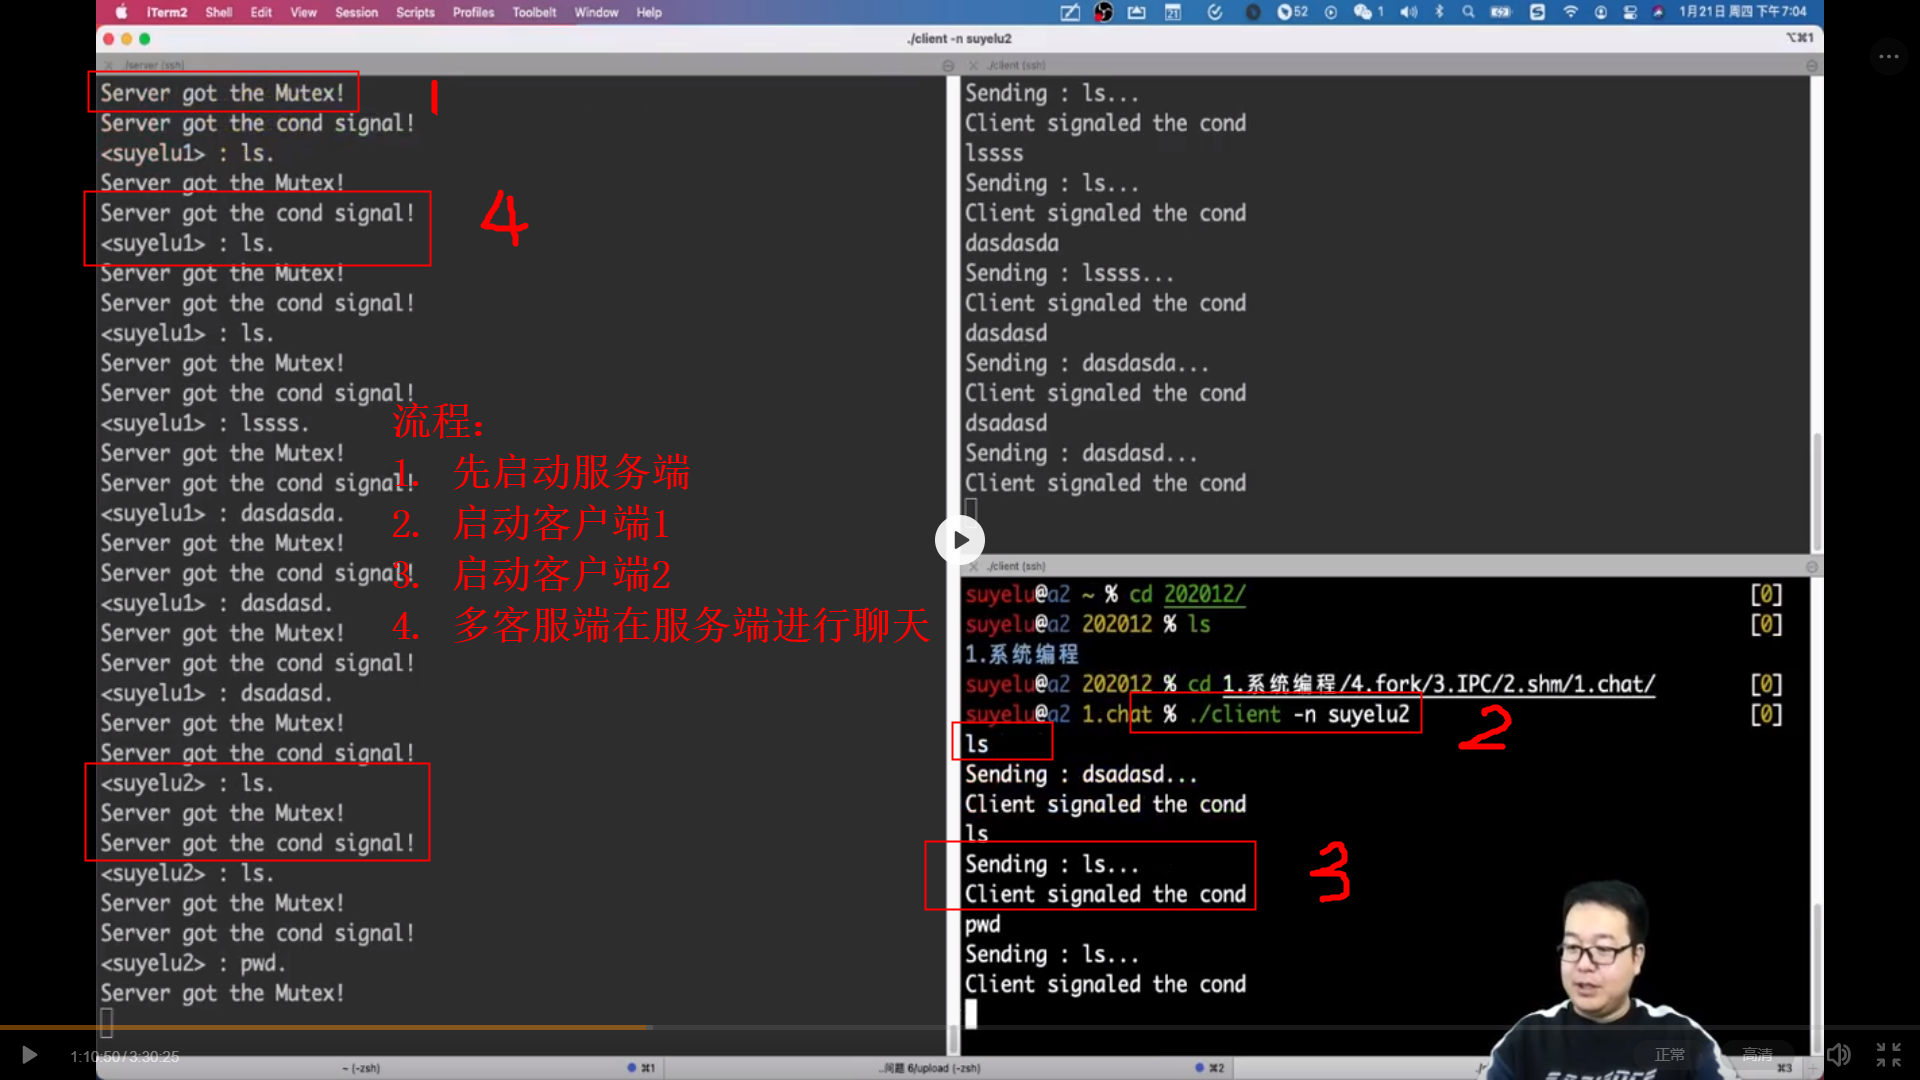 iTerm2 Shell Edit View Session Scripts Profiles Toolbelt Window Help
21 52 1 1月21日 周四 下午7:04
./client -n suyelu2
⌥⌘1
./server (ssh)
Server got the Mutex!
1
Server got the cond signal!
<suyelu1> : ls.
Server got the Mutex!
Server got the cond signal!
4
<suyelu1> : ls.
Server got the Mutex!
Server got the cond signal!
<suyelu1> : ls.
Server got the Mutex!
Server got the cond signal!
<suyelu1> : lssss.
Server got the Mutex!
Server got the cond signal!
<suyelu1> : dasdasda.
Server got the Mutex!
Server got the cond signal!
<suyelu1> : dasdasd.
Server got the Mutex!
Server got the cond signal!
<suyelu1> : dsadasd.
Server got the Mutex!
Server got the cond signal!
<suyelu2> : ls.
Server got the Mutex!
Server got the cond signal!
<suyelu2> : ls.
Server got the Mutex!
Server got the cond signal!
<suyelu2> : pwd.
Server got the Mutex!
流程：
1. 先启动服务端
2. 启动客户端1
3. 启动客户端2
4. 多客服端在服务端进行聊天
./client (ssh)
Sending : ls...
Client signaled the cond
lssss
Sending : ls...
Client signaled the cond
dasdasda
Sending : lssss...
Client signaled the cond
dasdasd
Sending : dasdasda...
Client signaled the cond
dsadasd
Sending : dasdasd...
Client signaled the cond
./client (ssh)
suyelu@a2 ~ % cd 202012/ [0]
suyelu@a2 202012 % ls [0]
1.系统编程
suyelu@a2 202012 % cd 1.系统编程/4.fork/3.IPC/2.shm/1.chat/ [0]
suyelu@a2 1.chat % ./client -n suyelu2 [0]
2
ls
Sending : dsadasd...
Client signaled the cond
ls
Sending : ls...
3
Client signaled the cond
pwd
Sending : ls...
Client signaled the cond
1:10:50/3:30:25
正常 高清
~ (-zsh) ⌘1
..问题 6/upload (-zsh) ⌘2
⌘3